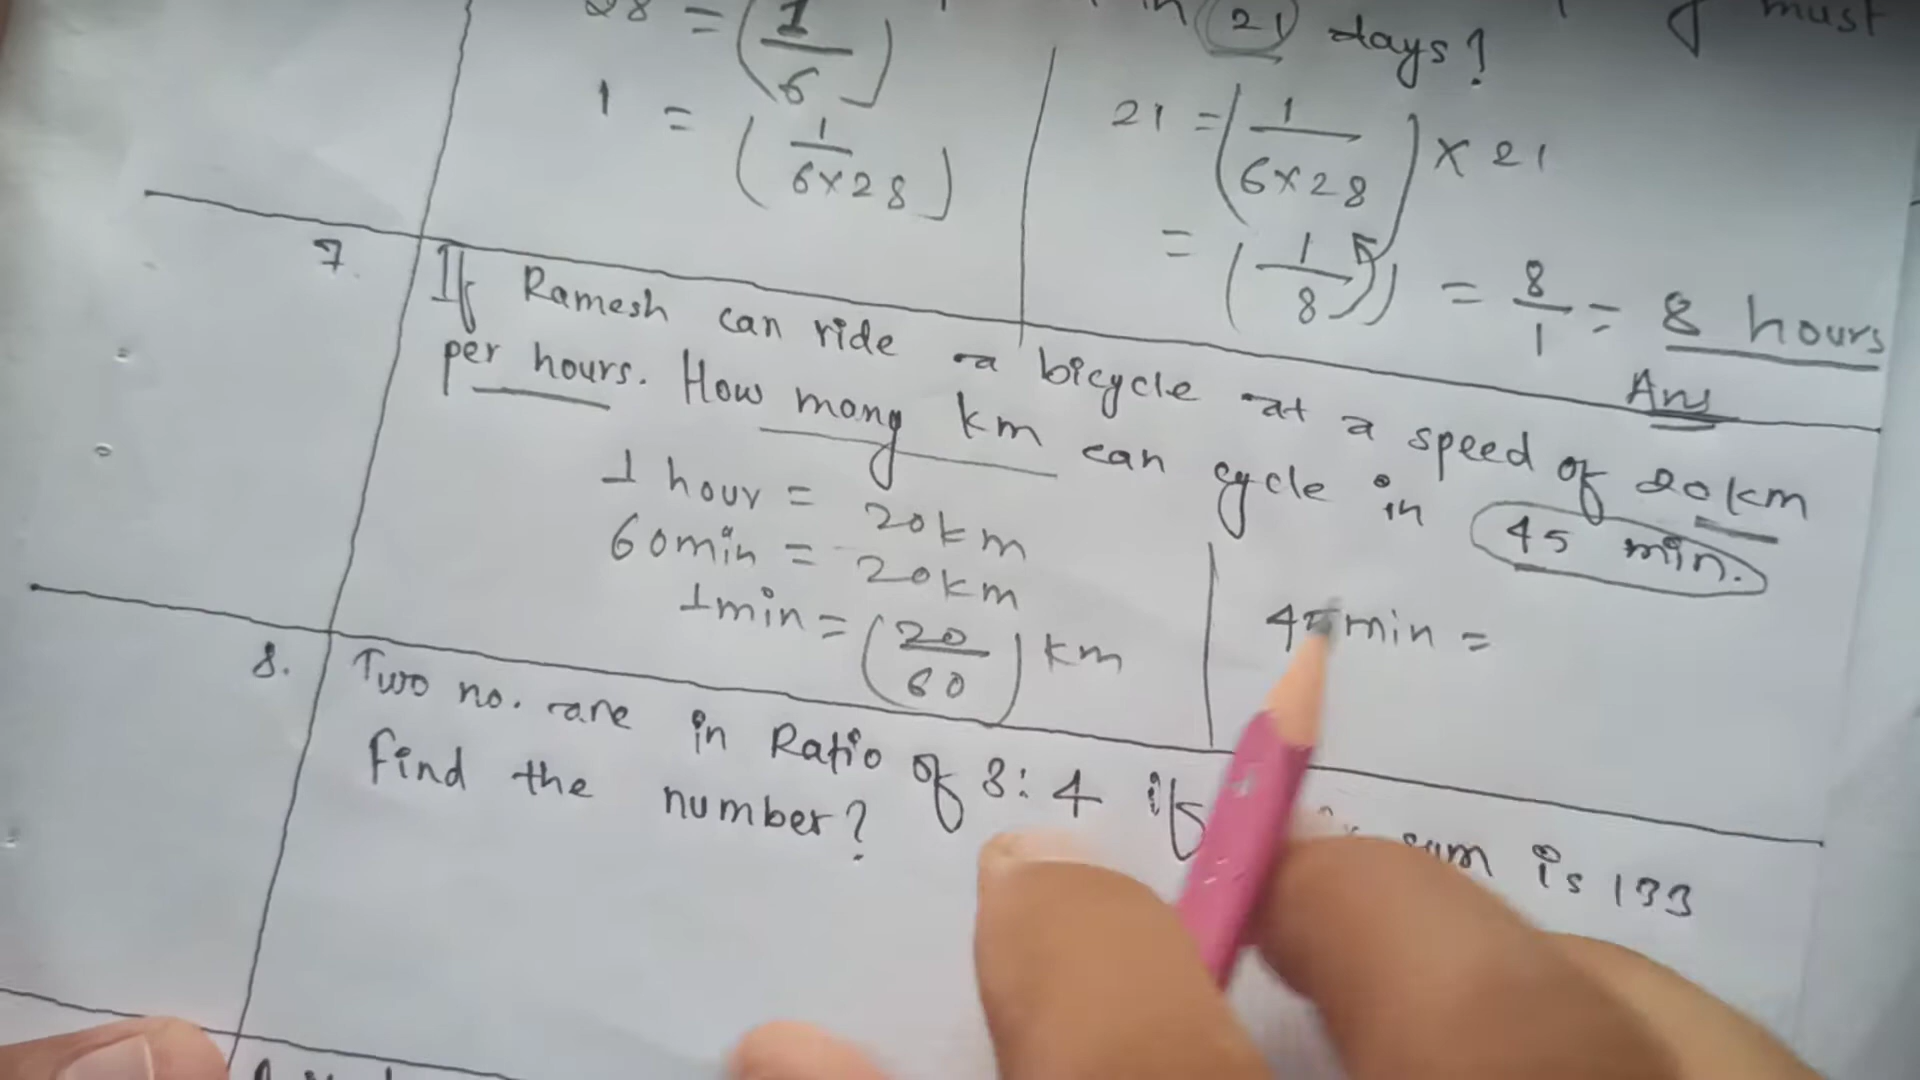 in 21 days? must
28 = (1/6)
1 = (1/6×28)
21 = (1/6×28) × 21
= (1/8) = 8/1 = 8 hours
Ans
7. If Ramesh can ride a bicycle at a speed of 20km
per hours. How many km can cycle in 45 min.
1 hour = 20km
60min = 20km
1min = (20/60) km
45min =
8. Two no. are in Ratio of 3:4 if sum is 133
find the number?